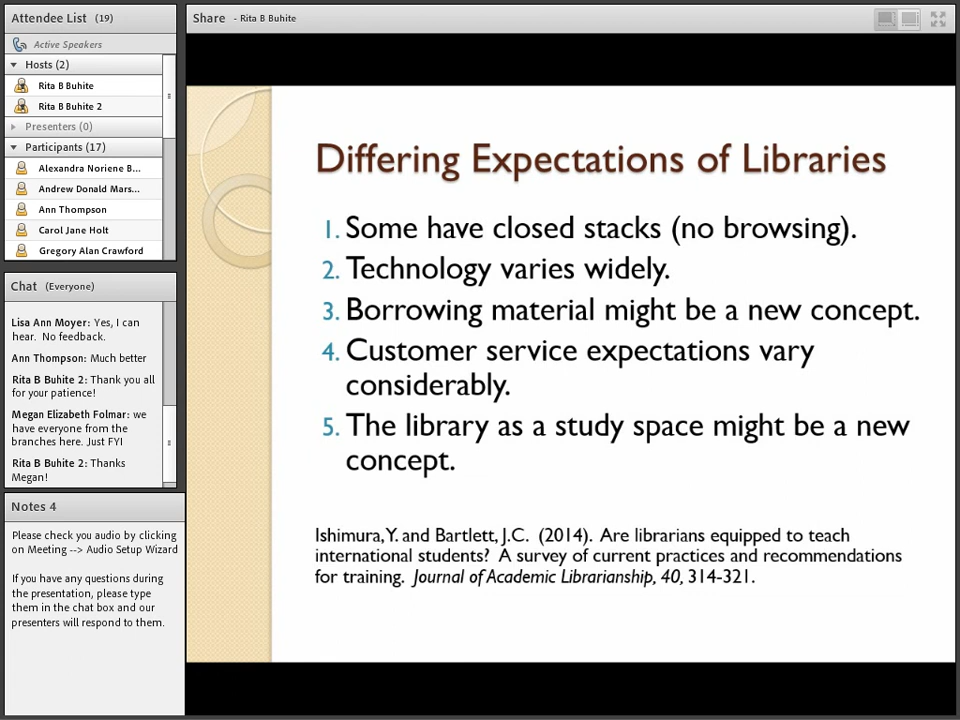 Attendee List (19)
Active Speakers
Hosts (2)
Rita B Buhite
Rita B Buhite 2
Presenters (0)
Participants (17)
Alexandra Noriene B...
Andrew Donald Mars...
Ann Thompson
Carol Jane Holt
Gregory Alan Crawford
Chat (Everyone)
Lisa Ann Moyer: Yes, I can
hear. No feedback.
Ann Thompson: Much better
Rita B Buhite 2: Thank you all
for your patience!
Megan Elizabeth Folmar: we
have everyone from the
branches here. Just FYI
Rita B Buhite 2: Thanks
Megan!
Notes 4
Please check you audio by clicking
on Meeting --> Audio Setup Wizard
If you have any questions during
the presentation, please type
them in the chat box and our
presenters will respond to them.
Share - Rita B Buhite
Differing Expectations of Libraries
1. Some have closed stacks (no browsing).
2. Technology varies widely.
3. Borrowing material might be a new concept.
4. Customer service expectations vary
considerably.
5. The library as a study space might be a new
concept.
Ishimura, Y. and Bartlett, J.C. (2014). Are librarians equipped to teach
international students? A survey of current practices and recommendations
for training. Journal of Academic Librarianship, 40, 314-321.